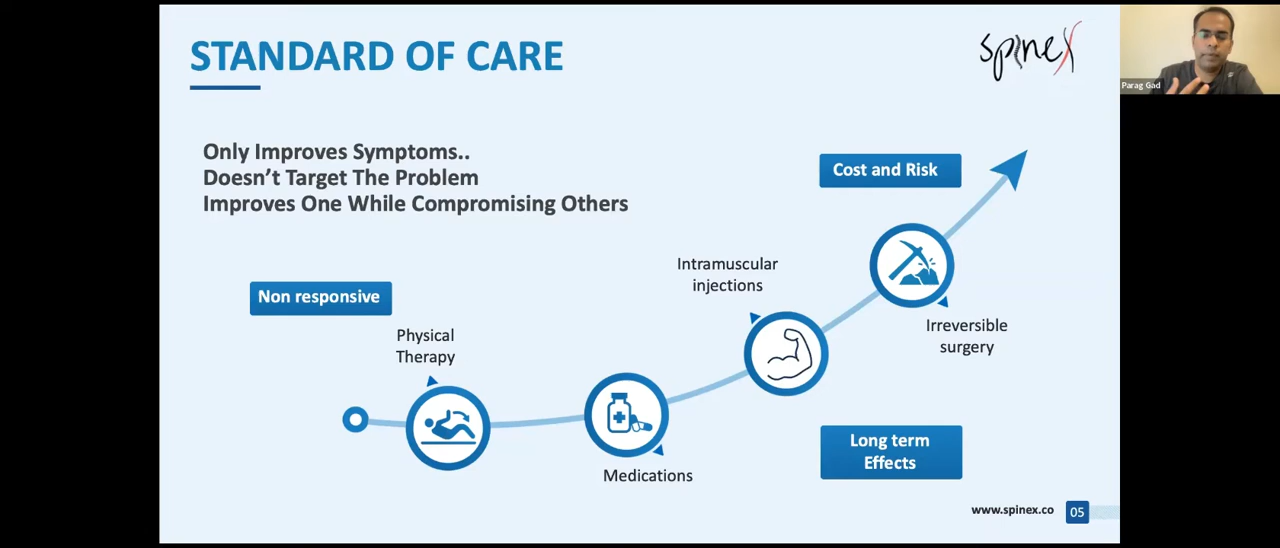 STANDARD OF CARE
spinex
Parag Gad
Only Improves Symptoms..
Doesn't Target The Problem
Improves One While Compromising Others
Cost and Risk
Intramuscular
injections
Non responsive
Physical
Therapy
Irreversible
surgery
Long term
Effects
Medications
www.spinex.co
05